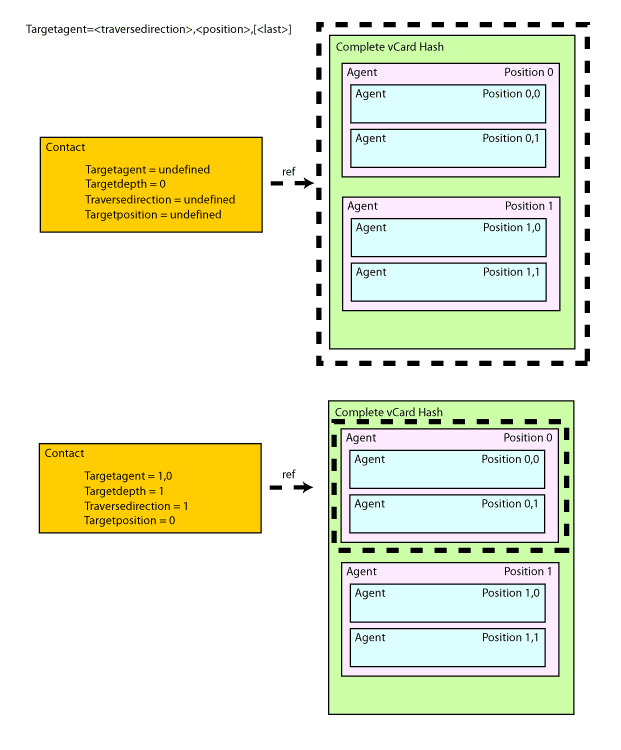 Targetagent=<traversedirection>,<position>,[<last>]
Complete vCard Hash
Agent Position 0
Agent Position 0,0
Agent Position 0,1
Agent Position 1
Agent Position 1,0
Agent Position 1,1
Contact
Targetagent = undefined
Targetdepth = 0
Traversedirection = undefined
Targetposition = undefined
ref
Complete vCard Hash
Agent Position 0
Agent Position 0,0
Agent Position 0,1
Agent Position 1
Agent Position 1,0
Agent Position 1,1
Contact
Targetagent = 1,0
Targetdepth = 1
Traversedirection = 1
Targetposition = 0
ref